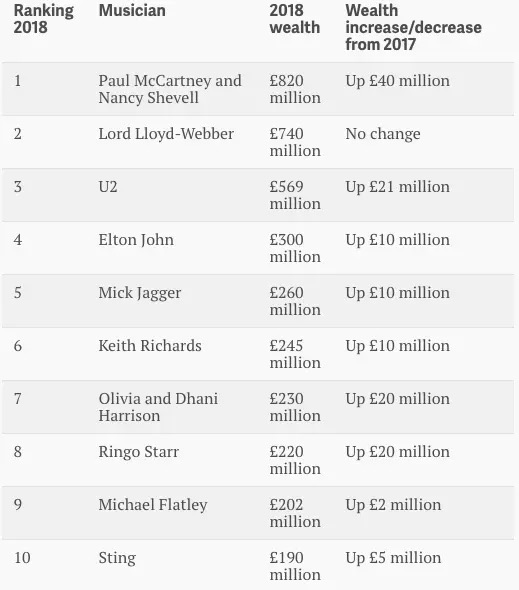 Ranking 2018 Musician 2018 wealth Wealth increase/decrease from 2017
1 Paul McCartney and Nancy Shevell £820 million Up £40 million
2 Lord Lloyd-Webber £740 million No change
3 U2 £569 million Up £21 million
4 Elton John £300 million Up £10 million
5 Mick Jagger £260 million Up £10 million
6 Keith Richards £245 million Up £10 million
7 Olivia and Dhani Harrison £230 million Up £20 million
8 Ringo Starr £220 million Up £20 million
9 Michael Flatley £202 million Up £2 million
10 Sting £190 million Up £5 million